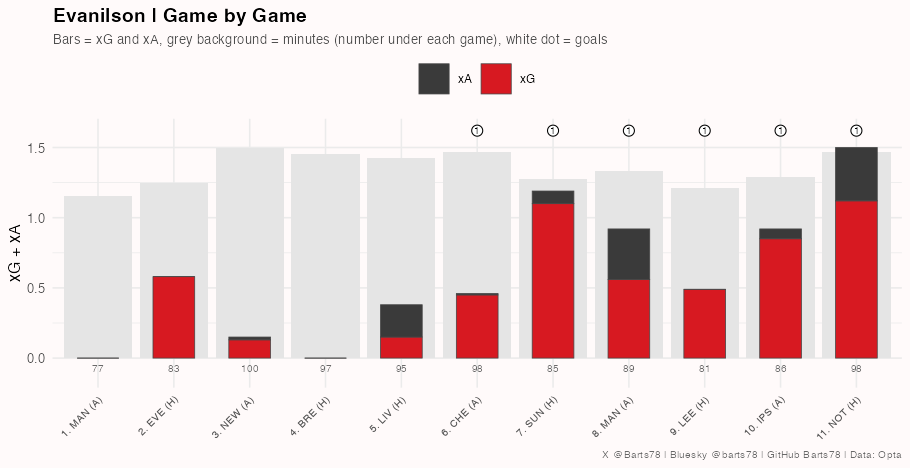 Evanilson | Game by Game
Bars = xG and xA, grey background = minutes (number under each game), white dot = goals
xA xG
1 1 1 1 1 1
xG + xA
1.5
1.0
0.5
0.0
77 83 100 97 95 98 85 89 81 86 98
1. MAN (A)
2. EVE (H)
3. NEW (A)
4. BRE (H)
5. LIV (H)
6. CHE (A)
7. SUN (H)
8. MAN (A)
9. LEE (H)
10. IPS (A)
11. NOT (H)
X @Barts78 | Bluesky @barts78 | GitHub Barts78 | Data: Opta